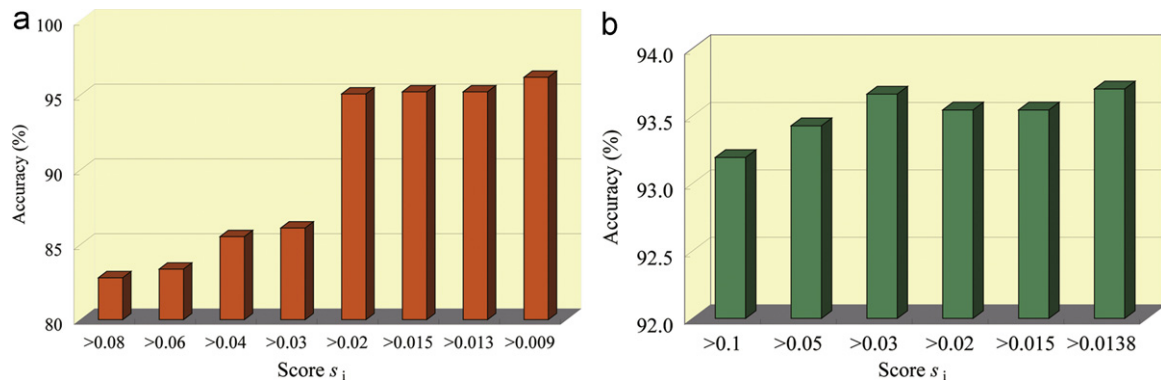 a
100
95
90
85
80
Accuracy (%)
>0.08 >0.06 >0.04 >0.03 >0.02 >0.015 >0.013 >0.009
Score s i
b
94.0
93.5
93.0
92.5
92.0
Accuracy (%)
>0.1 >0.05 >0.03 >0.02 >0.015 >0.0138
Score s i